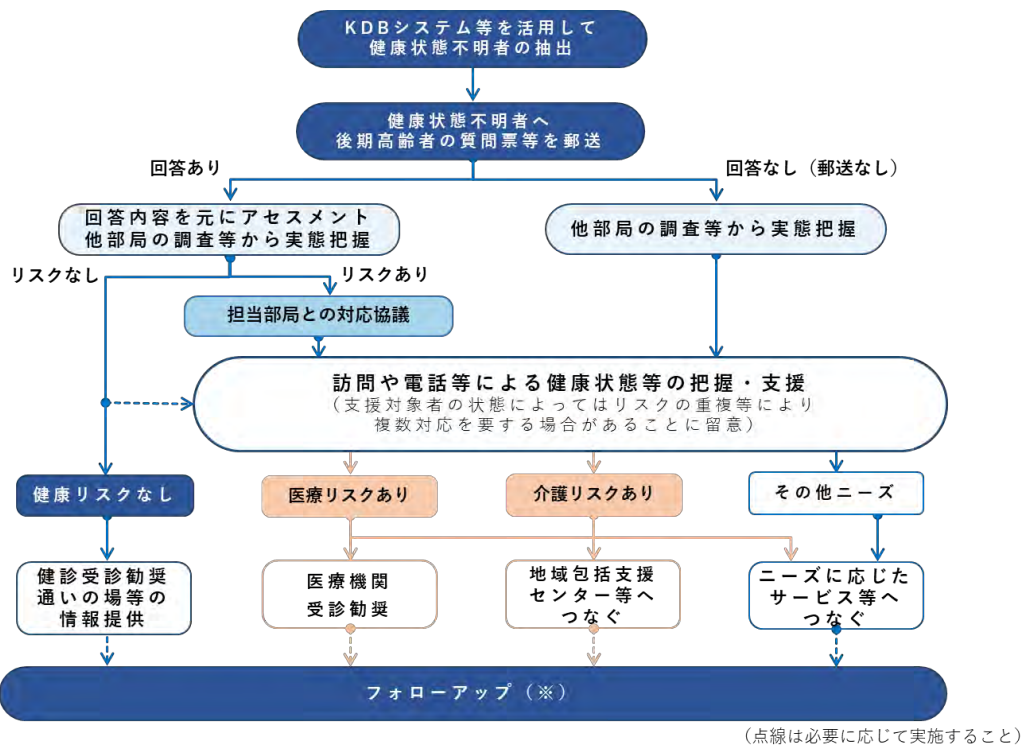 KDBシステム等を活用して
健康状態不明者の抽出
健康状態不明者へ
後期高齢者の質問票等を郵送
回答あり
回答なし（郵送なし）
回答内容を元にアセスメント
他部局の調査等から実態把握
他部局の調査等から実態把握
リスクなし
リスクあり
担当部局との対応協議
訪問や電話等による健康状態等の把握・支援
（支援対象者の状態によってはリスクの重複等により
複数対応を要する場合があることに留意）
健康リスクなし
医療リスクあり
介護リスクあり
その他ニーズ
健診受診勧奨
通いの場等の
情報提供
医療機関
受診勧奨
地域包括支援
センター等へ
つなぐ
ニーズに応じた
サービス等へ
つなぐ
フォローアップ（※）
（点線は必要に応じて実施すること）